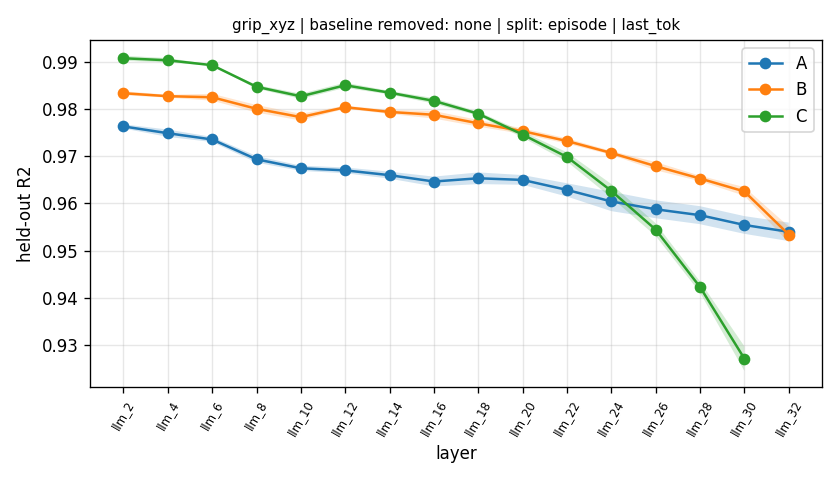 grip_xyz | baseline removed: none | split: episode | last_tok
A
B
C
held-out R2
0.99
0.98
0.97
0.96
0.95
0.94
0.93
llm_2
llm_4
llm_6
llm_8
llm_10
llm_12
llm_14
llm_16
llm_18
llm_20
llm_22
llm_24
llm_26
llm_28
llm_30
llm_32
layer